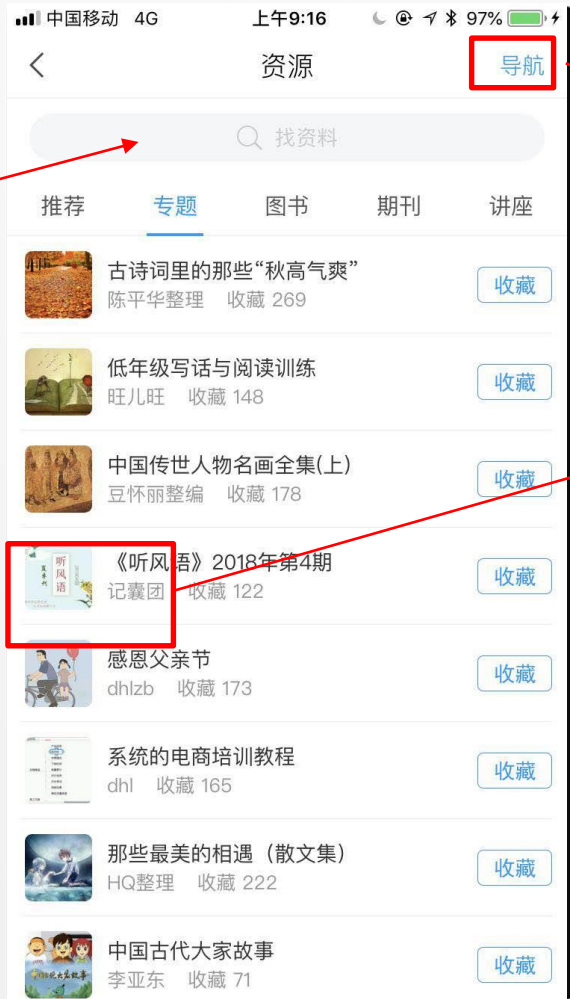 中国移动 4G 上午9:16 97%
资源 导航
找资料
推荐 专题 图书 期刊 讲座
古诗词里的那些“秋高气爽”
陈平华整理 收藏 269
收藏
低年级写话与阅读训练
旺儿旺 收藏 148
收藏
中国传世人物名画全集(上)
豆怀丽整编 收藏 178
收藏
听风语
《听风语》2018年第4期
记囊团 收藏 122
收藏
感恩父亲节
dhlzb 收藏 173
收藏
系统的电商培训教程
dhl 收藏 165
收藏
那些最美的相遇（散文集）
HQ整理 收藏 222
收藏
中国古代大家故事
李亚东 收藏 71
收藏